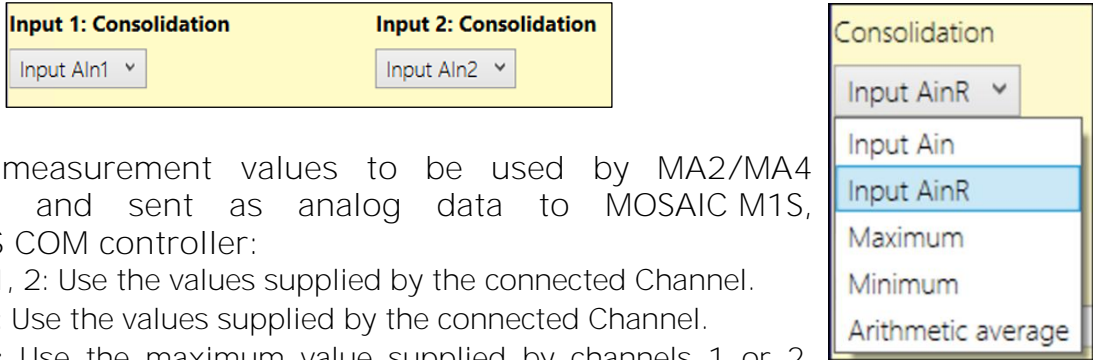 Input 1: Consolidation
Input 2: Consolidation
Input AIn1
Input AIn2
measurement values to be used by MA2/MA4
and sent as analog data to MOSAIC M1S,
COM controller:
, 2: Use the values supplied by the connected Channel.
Use the values supplied by the connected Channel.
Use the maximum value supplied by channels 1 or 2,
Consolidation
Input AinR
Input Ain
Input AinR
Maximum
Minimum
Arithmetic average